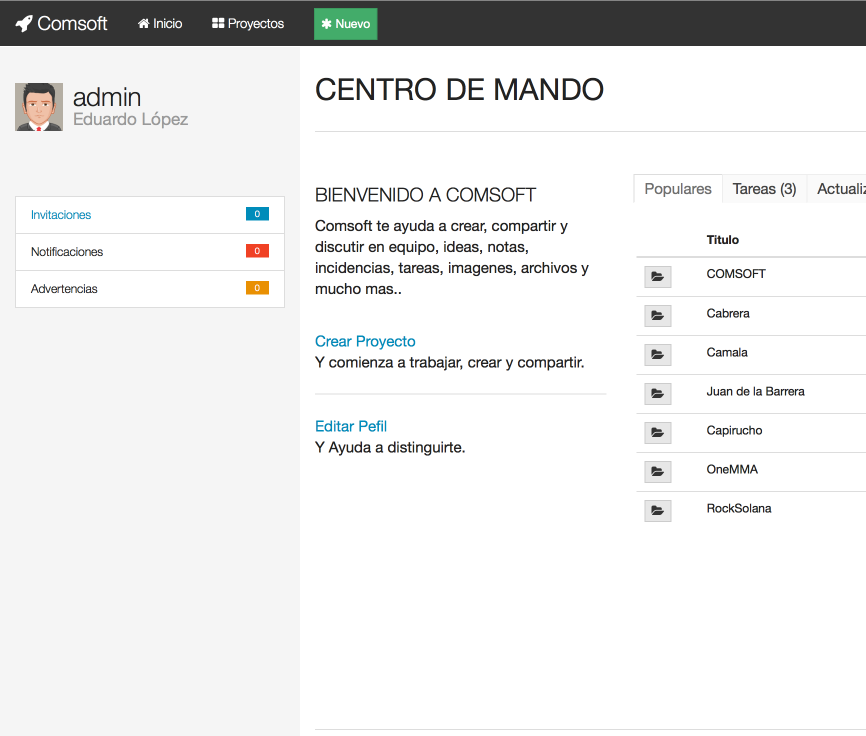 Comsoft Inicio Proyectos Nuevo
admin
Eduardo López
Invitaciones 0
Notificaciones 0
Advertencias 0
CENTRO DE MANDO
BIENVENIDO A COMSOFT
Comsoft te ayuda a crear, compartir y
discutir en equipo, ideas, notas,
incidencias, tareas, imagenes, archivos y
mucho mas..
Crear Proyecto
Y comienza a trabajar, crear y compartir.
Editar Pefil
Y Ayuda a distinguirte.
Populares Tareas (3) Actualiz
Titulo
COMSOFT
Cabrera
Camala
Juan de la Barrera
Capirucho
OneMMA
RockSolana